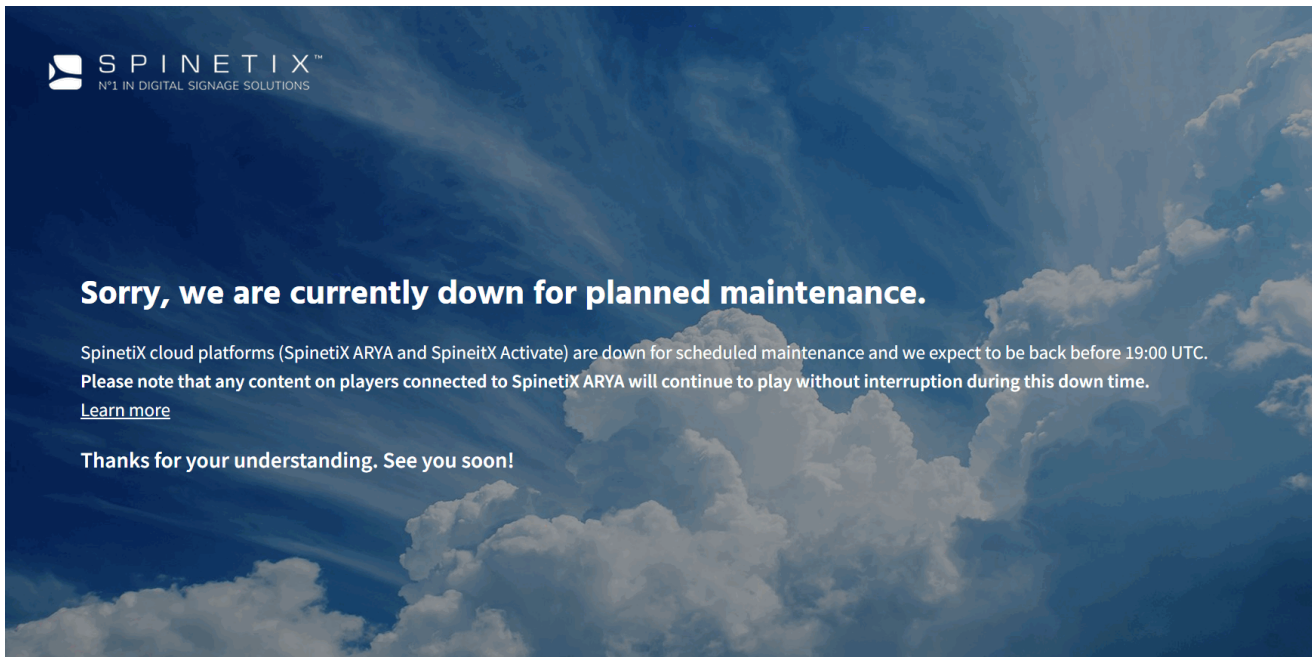 SPINETIX™
N°1 IN DIGITAL SIGNAGE SOLUTIONS
Sorry, we are currently down for planned maintenance.
SpinetiX cloud platforms (SpinetiX ARYA and SpineitX Activate) are down for scheduled maintenance and we expect to be back before 19:00 UTC.
Please note that any content on players connected to SpinetiX ARYA will continue to play without interruption during this down time.
Learn more
Thanks for your understanding. See you soon!